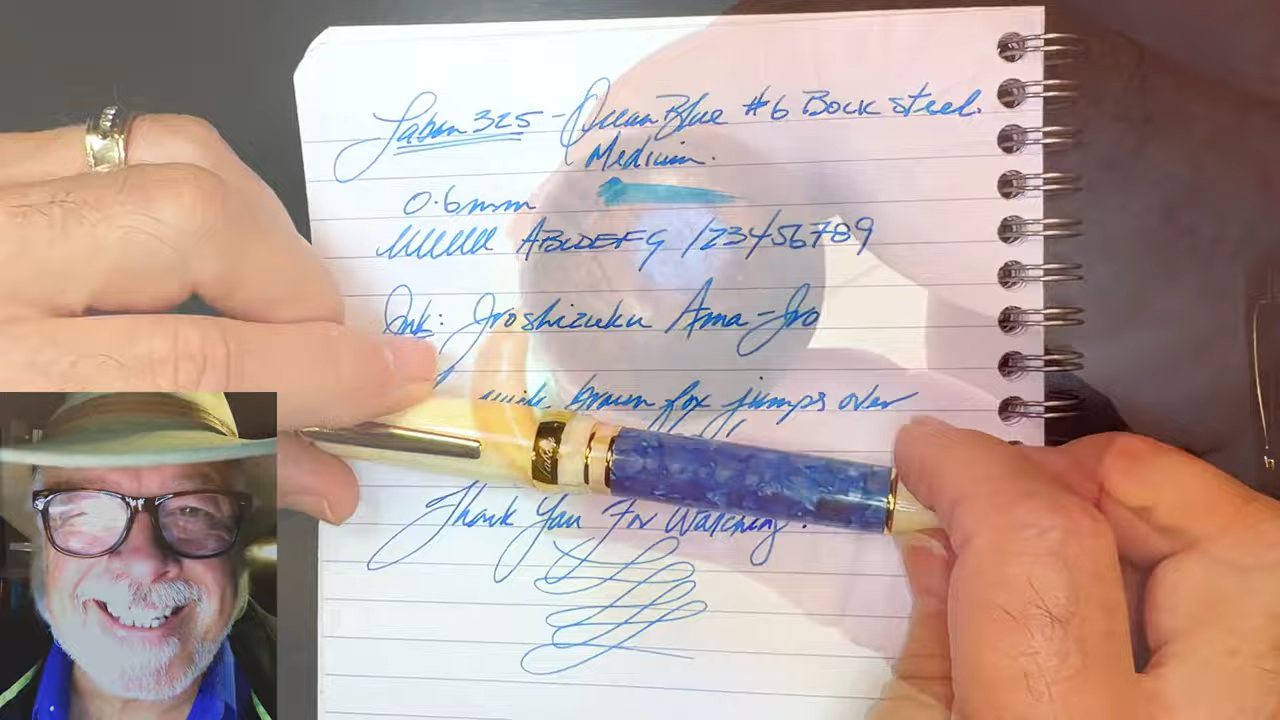 Laban 325 - Ocean Blue #6 Bock steel.
Medium.
0.6mm
ABCDEFG 123456789
Ink: Iroshizuku Ama-Iro
brown fox jumps over
Thank You For Watching.